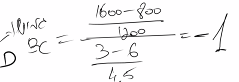 D
= (1600-800)/1200 / (3-6)/4.5 = -1